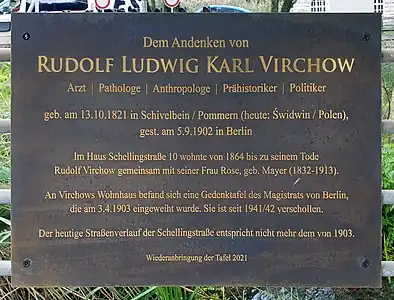 Dem Andenken von
RUDOLF LUDWIG KARL VIRCHOW
Arzt | Pathologe | Anthropologe | Prähistoriker | Politiker
geb. am 13.10.1821 in Schivelbein / Pommern (heute: Świdwin / Polen),
gest. am 5.9.1902 in Berlin
Im Haus Schellingstraße 10 wohnte von 1864 bis zu seinem Tode
Rudolf Virchow gemeinsam mit seiner Frau Rose, geb. Mayer (1832-1913).
An Virchows Wohnhaus befand sich eine Gedenktafel des Magistrats von Berlin,
die am 3.4.1903 eingeweiht wurde. Sie ist seit 1941/42 verschollen.
Der heutige Straßenverlauf der Schellingstraße entspricht nicht mehr dem von 1903.
Wiederanbringung der Tafel 2021